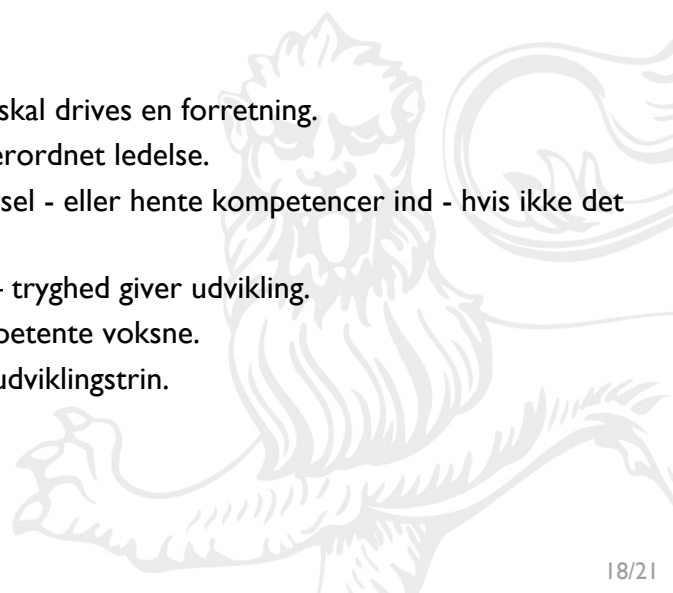 skal drives en forretning.
erordnet ledelse.
sel - eller hente kompetencer ind - hvis ikke det
- tryghed giver udvikling.
petente voksne.
udviklingstrin.
18/21